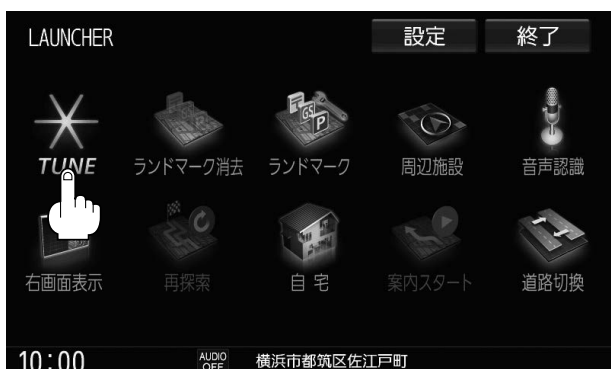 LAUNCHER 設定 終了
TUNE ランドマーク消去 ランドマーク 周辺施設 音声認識
右画面表示 再探索 自宅 案内スタート 道路切換
10:00 AUDIO OFF 横浜市都筑区佐江戸町
GS
P